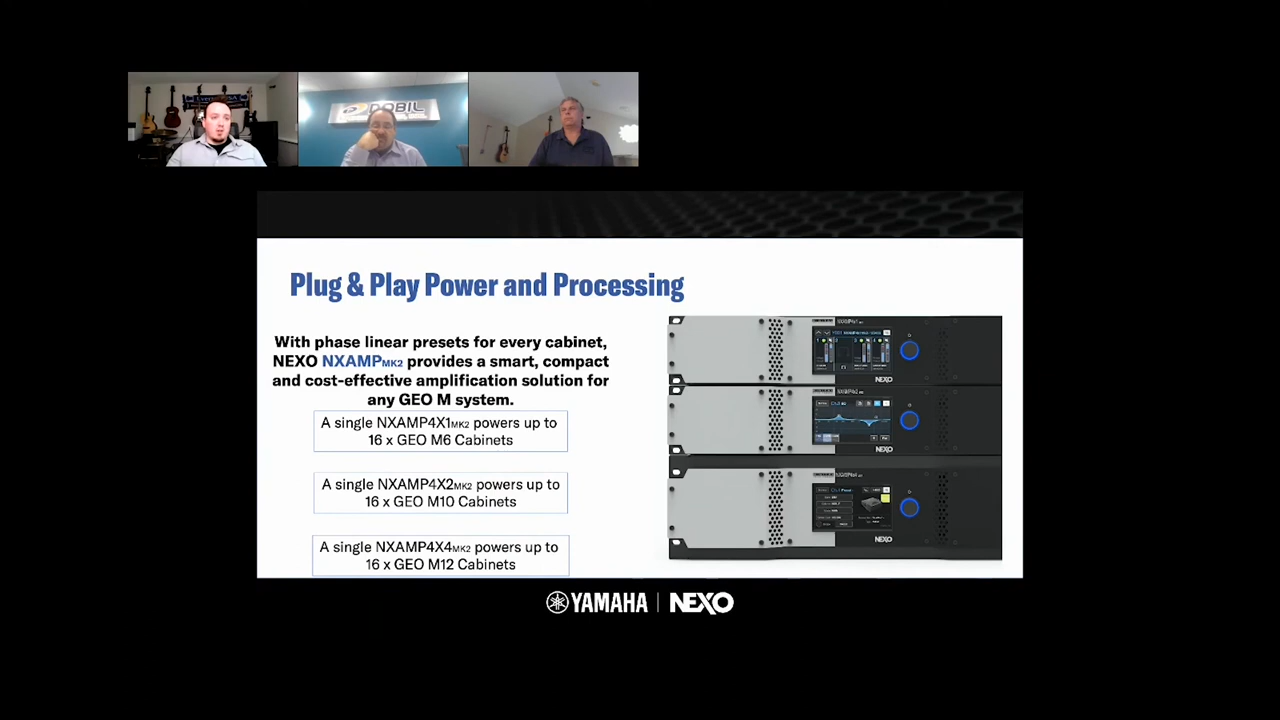 DOBIL
Plug & Play Power and Processing
With phase linear presets for every cabinet,
NEXO NXAMPMK2 provides a smart, compact
and cost-effective amplification solution for
any GEO M system.
A single NXAMP4X1MK2 powers up to
16 x GEO M6 Cabinets
A single NXAMP4X2MK2 powers up to
16 x GEO M10 Cabinets
A single NXAMP4X4MK2 powers up to
16 x GEO M12 Cabinets
NEXO
NEXO
NEXO
YAMAHA | NEXO